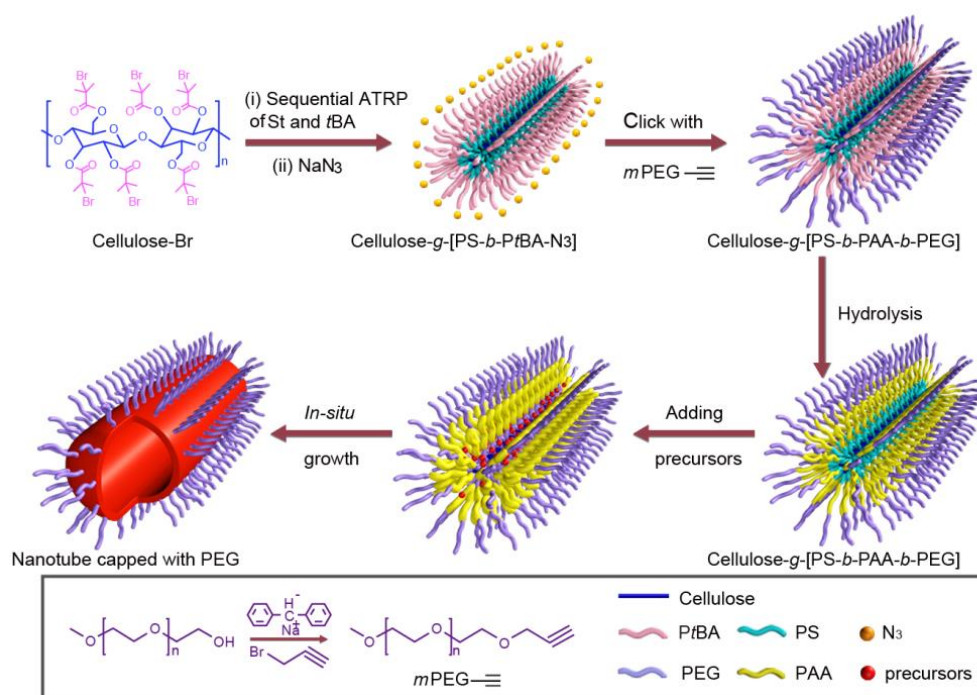 Br
Br
Br
O
O
O
O
O
O
O
O
O
O
O
O
n
O
O
O
O
O
O
Br
Br
Br
Cellulose-Br
(i) Sequential ATRP
of St and tBA
(ii) NaN3
Cellulose-g-[PS-b-PtBA-N3]
Click with
mPEG
Cellulose-g-[PS-b-PAA-b-PEG]
Hydrolysis
Nanotube capped with PEG
In-situ
growth
Adding
precursors
Cellulose-g-[PS-b-PAA-b-PEG]
O
O
n
OH
H
C
-
+
Na
Br
O
O
n
O
mPEG
Cellulose
PtBA
PS
N3
PEG
PAA
precursors